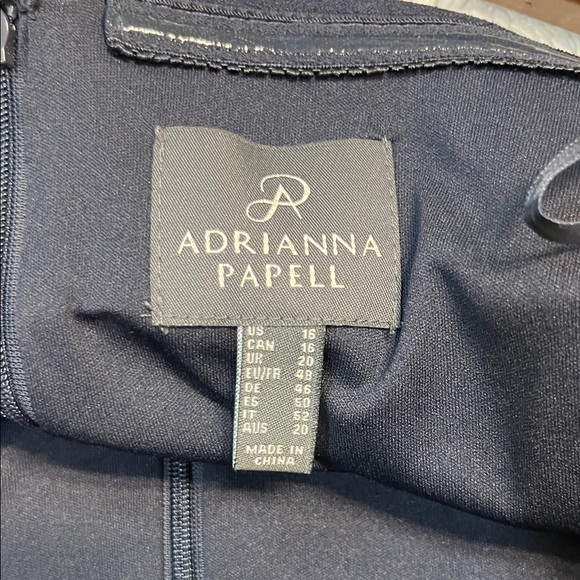 ADRIANNA
PAPELL
US 16
CAN 16
UK 20
EU/FR 48
DE 46
ES 50
IT 52
AUS 20
MADE IN
CHINA